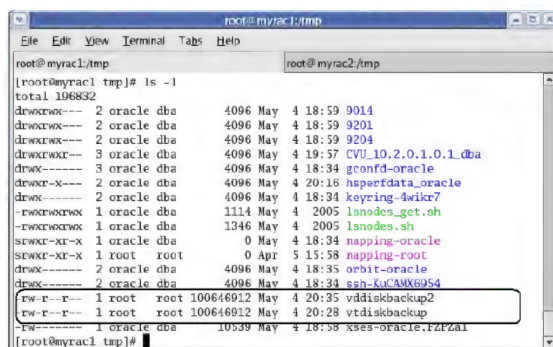 root@myrac1:/tmp
File Edit View Terminal Tabs Help
root@myrac1:/tmp root@myrac2:/tmp
[root@myrac1 tmp]# ls -l
total 196832
drwxrwx--- 2 oracle dba 4096 May 4 18:59 9014
drwxrwx--- 2 oracle dba 4096 May 4 18:59 9201
drwxrwx--- 2 oracle dba 4096 May 4 18:59 9204
drwxrwxr-- 3 oracle dba 4096 May 4 19:57 CVU_10.2.0.1.0.1_dba
drwx------ 3 oracle dba 4096 May 4 18:34 gconfd-oracle
drwxr-x--- 2 oracle dba 4096 May 4 20:16 hsperfdata_oracle
drwx------ 2 oracle dba 4096 May 4 18:34 keyring-4wikr7
-rwxrwxrwx 1 oracle dba 1114 May 4 2005 lsnodes_get.sh
-rwxrwxrwx 1 oracle dba 1346 May 4 2005 lsnodes.sh
srwxr-xr-x 1 oracle dba 0 May 4 18:34 mapping-oracle
srwxr-xr-x 1 root root 0 Apr 5 15:58 mapping-root
drwx------ 2 oracle dba 4096 May 4 18:35 orbit-oracle
drwx------ 2 oracle dba 4096 May 4 18:34 ssh-KuCAMX6954
-rw-r--r-- 1 root root 100646912 May 4 20:35 vddiskbackup2
-rw-r--r-- 1 root root 100646912 May 4 20:28 vtdiskbackup
-rw------- 1 oracle dba 10539 May 4 18:58 xses-oracle.FZPZal
[root@myrac1 tmp]#